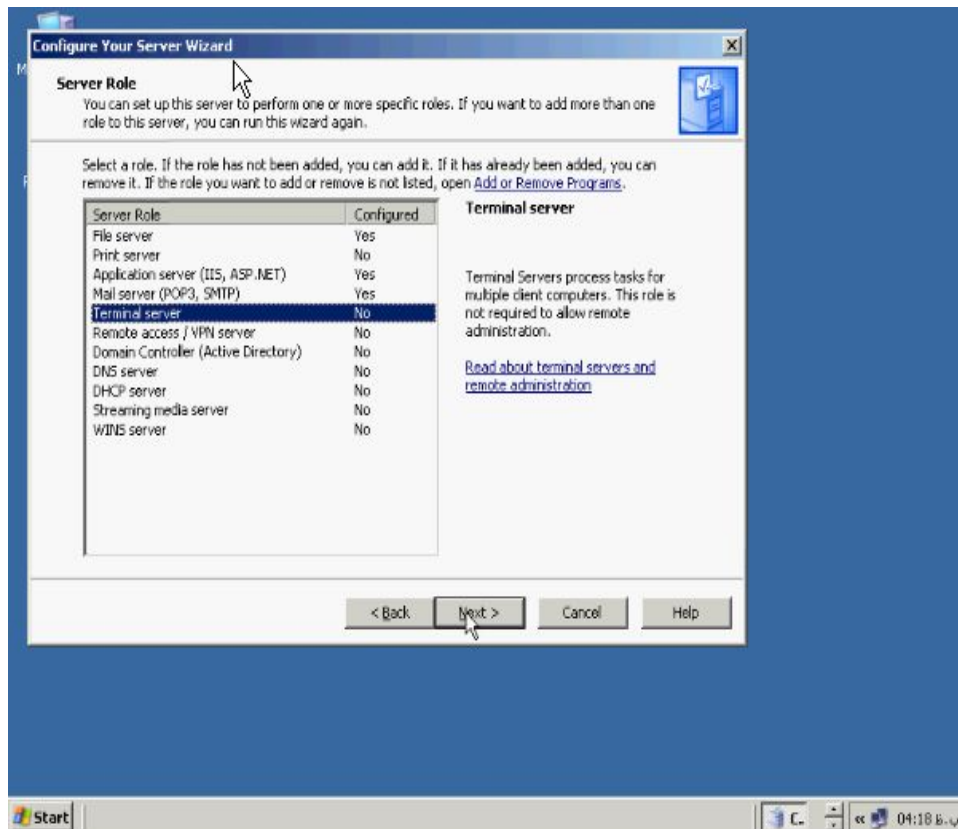 Configure Your Server Wizard
Server Role
You can set up this server to perform one or more specific roles. If you want to add more than one
role to this server, you can run this wizard again.
Select a role. If the role has not been added, you can add it. If it has already been added, you can
remove it. If the role you want to add or remove is not listed, open Add or Remove Programs.
Server Role Configured
File server Yes
Print server No
Application server (IIS, ASP.NET) Yes
Mail server (POP3, SMTP) Yes
Terminal server No
Remote access / VPN server No
Domain Controller (Active Directory) No
DNS server No
DHCP server No
Streaming media server No
WINS server No
Terminal server
Terminal Servers process tasks for
multiple client computers. This role is
not required to allow remote
administration.
Read about terminal servers and
remote administration
< Back Next > Cancel Help
Start C.. « 04:18